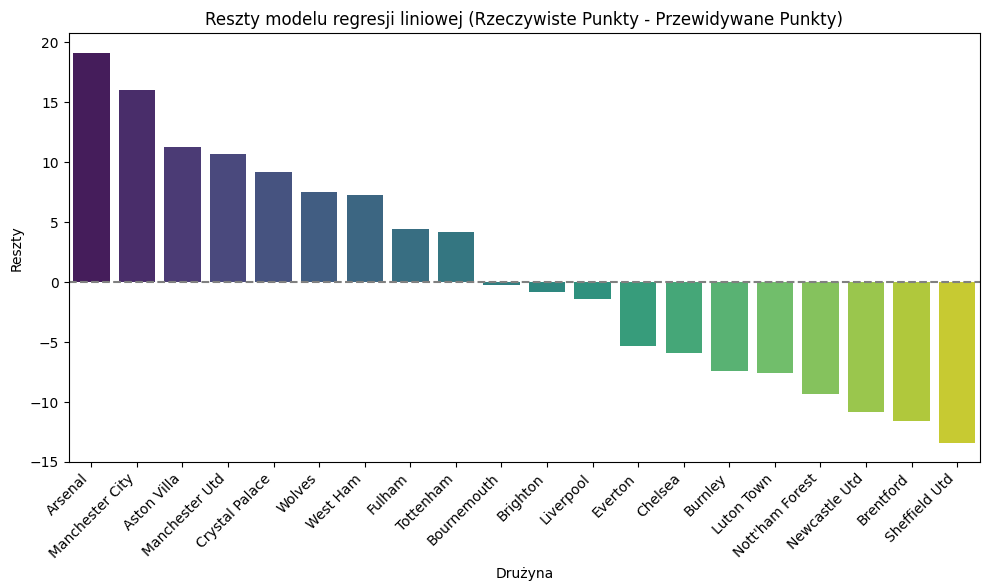 Reszty modelu regresji liniowej (Rzeczywiste Punkty - Przewidywane Punkty)
Reszty
20
15
10
5
0
−5
−10
−15
Arsenal
Manchester City
Aston Villa
Manchester Utd
Crystal Palace
Wolves
West Ham
Fulham
Tottenham
Bournemouth
Brighton
Liverpool
Everton
Chelsea
Burnley
Luton Town
Nott'ham Forest
Newcastle Utd
Brentford
Sheffield Utd
Drużyna